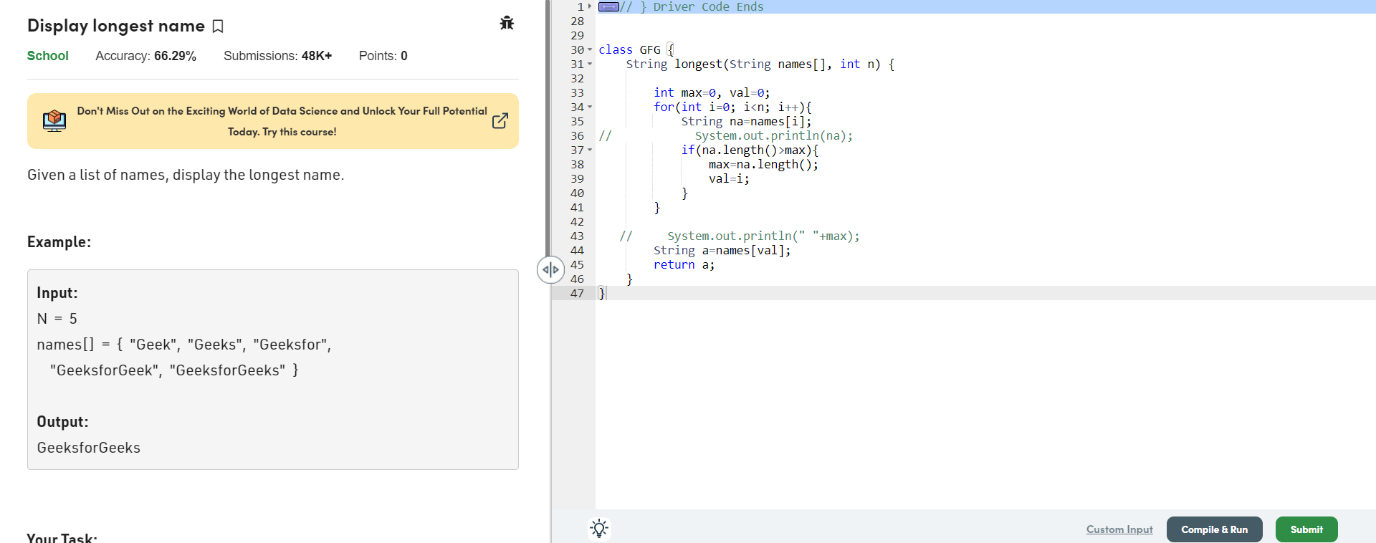 Display longest name
School Accuracy: 66.29% Submissions: 48K+ Points: 0
Don't Miss Out on the Exciting World of Data Science and Unlock Your Full Potential
Today. Try this course!
Given a list of names, display the longest name.
Example:
Input:
N = 5
names[] = { "Geek", "Geeks", "Geeksfor",
"GeeksforGeek", "GeeksforGeeks" }
Output:
GeeksforGeeks
Your Task:
1 // } Driver Code Ends
28
29
30 class GFG {
31 String longest(String names[], int n) {
32
33 int max=0, val=0;
34 for(int i=0; i<n; i++){
35 String na=names[i];
36 // System.out.println(na);
37 if(na.length()>max){
38 max=na.length();
39 val=i;
40 }
41 }
42
43 // System.out.println(" "+max);
44 String a=names[val];
45 return a;
46 }
47 }
Custom Input Compile & Run Submit